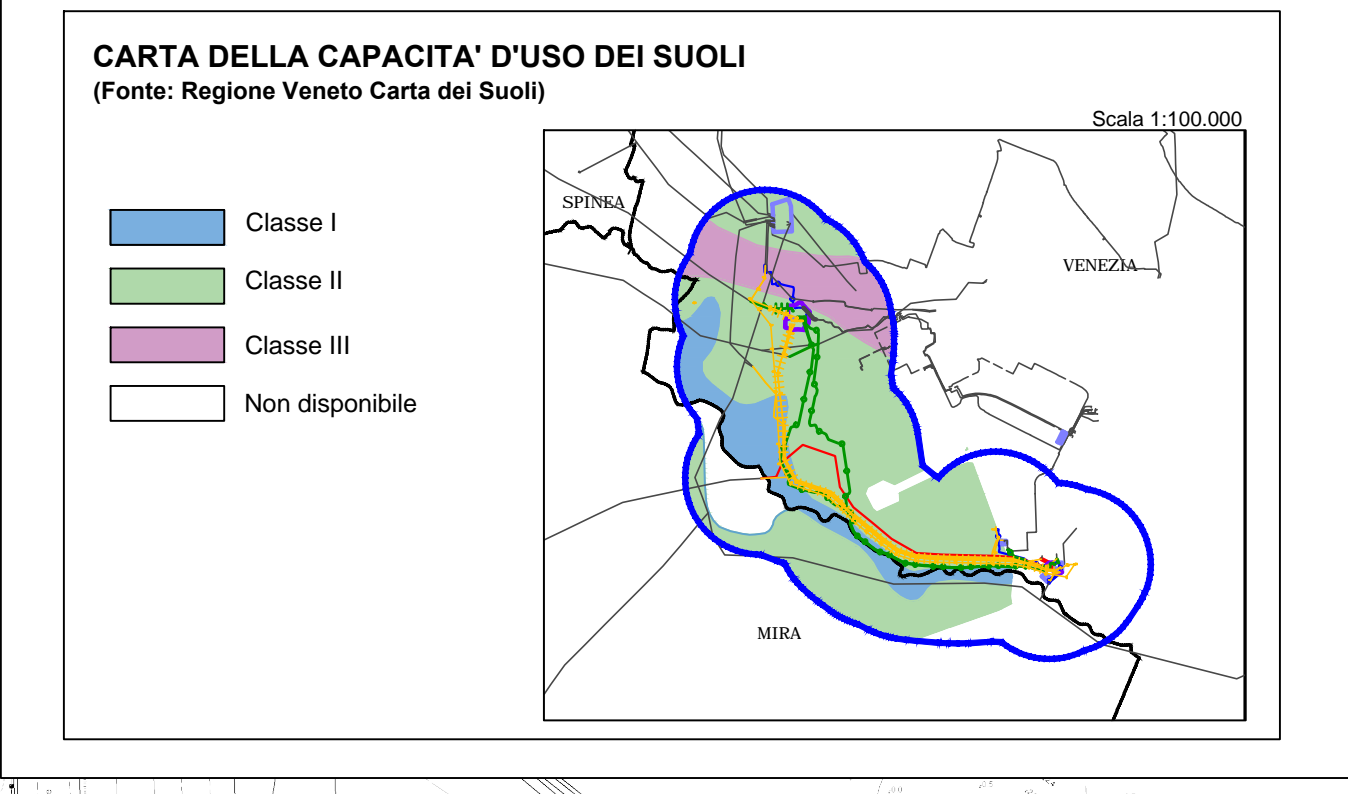 CARTA DELLA CAPACITA' D'USO DEI SUOLI
(Fonte: Regione Veneto Carta dei Suoli)
Scala 1:100.000
Classe I
Classe II
Classe III
Non disponibile
SPINEA
VENEZIA
MIRA